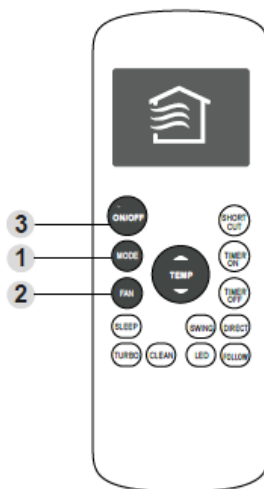 3
ON/OFF
SHORT
CUT
1
MODE
TEMP
TIMER
ON
2
FAN
TIMER
OFF
SLEEP
SWING
DIRECT
TURBO
CLEAN
LED
FOLLOW